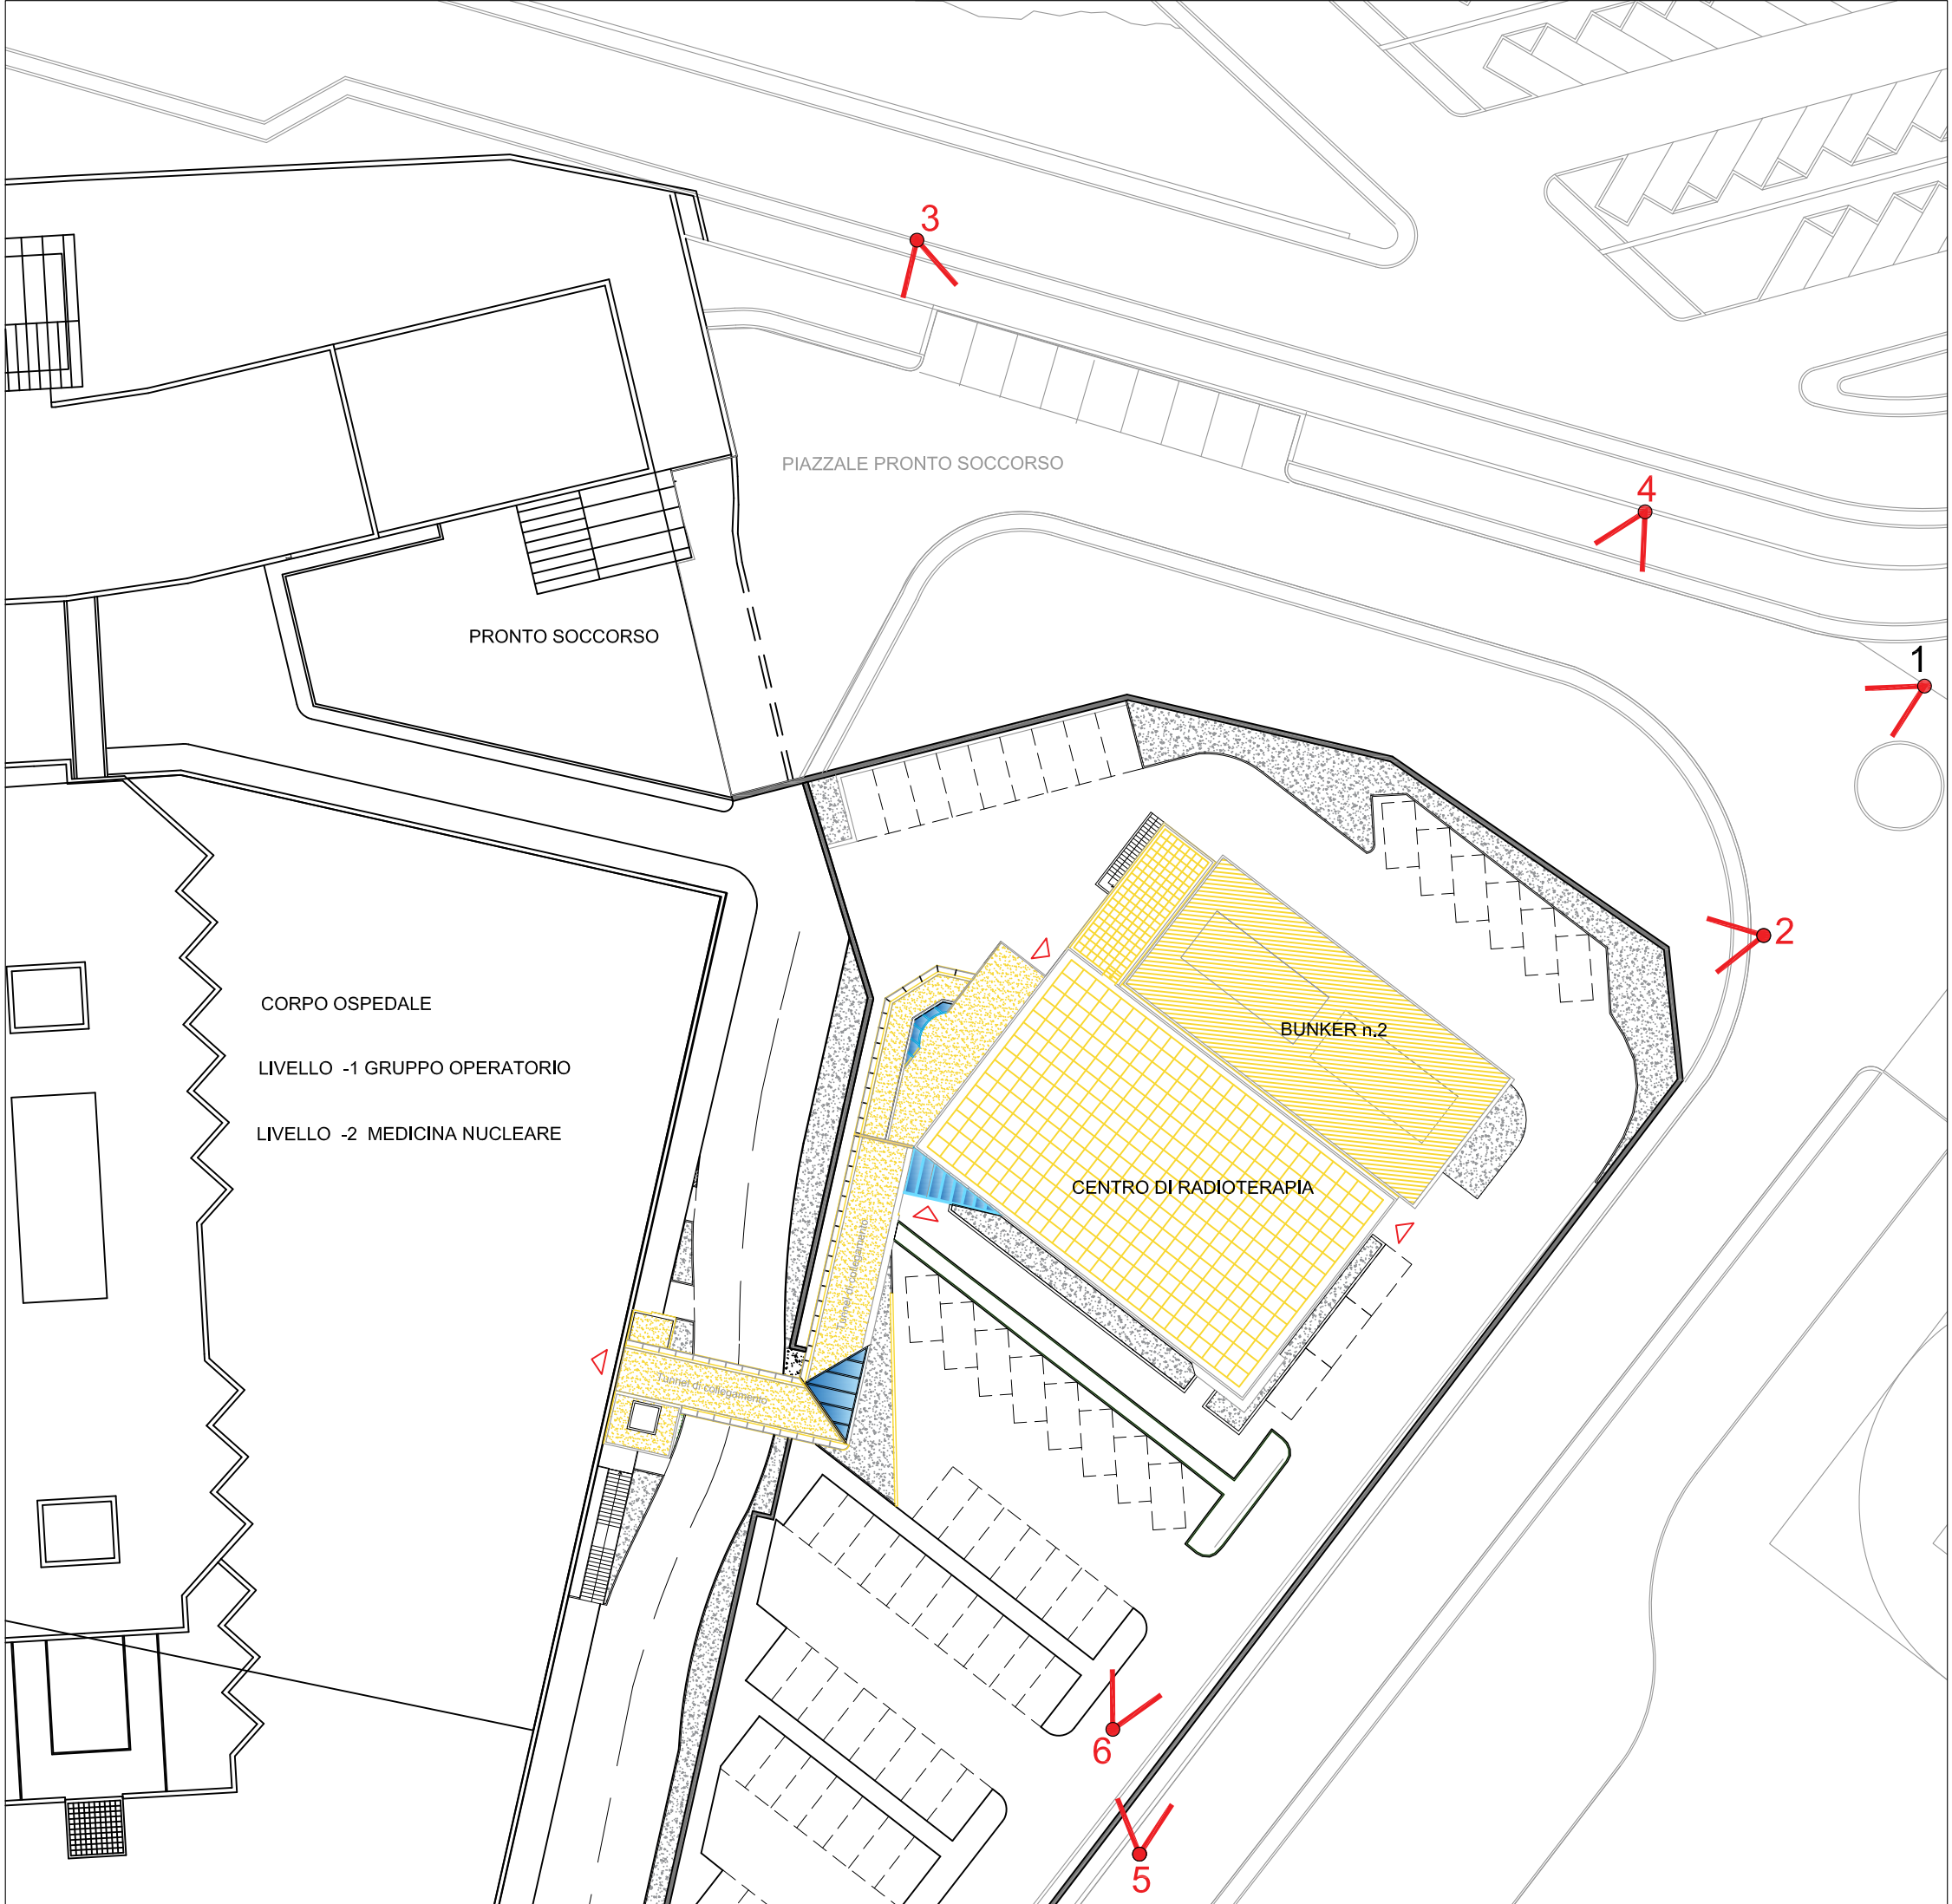 3
PIAZZALE PRONTO SOCCORSO
4
PRONTO SOCCORSO
1
2
CORPO OSPEDALE
BUNKER n.2
LIVELLO -1 GRUPPO OPERATORIO
LIVELLO -2 MEDICINA NUCLEARE
CENTRO DI RADIOTERAPIA
Tunnel di collegamento
Tunnel di collegamento
6
5